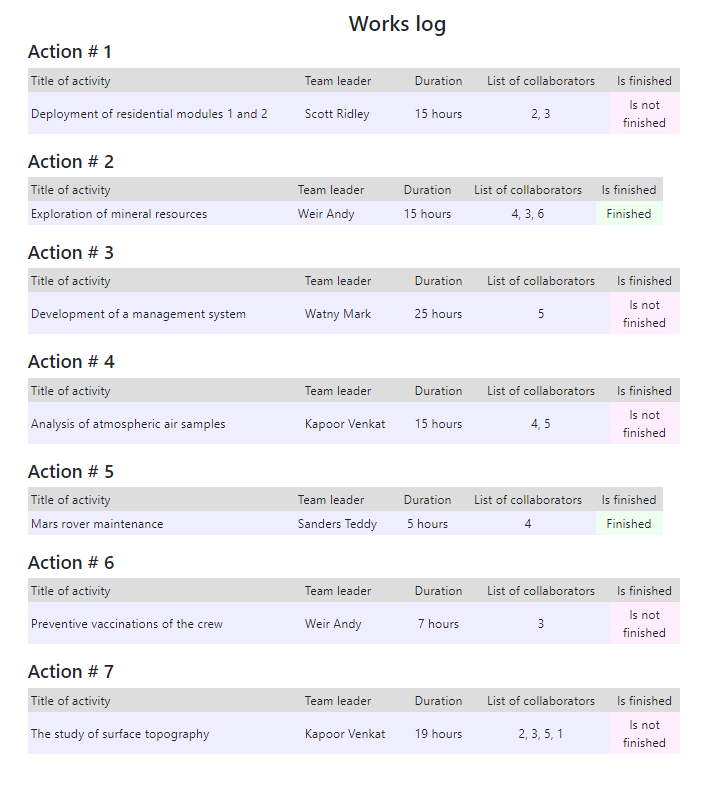 Works log
Action # 1
Title of activity Team leader Duration List of collaborators Is finished
Deployment of residential modules 1 and 2 Scott Ridley 15 hours 2, 3 Is not finished
Action # 2
Title of activity Team leader Duration List of collaborators Is finished
Exploration of mineral resources Weir Andy 15 hours 4, 3, 6 Finished
Action # 3
Title of activity Team leader Duration List of collaborators Is finished
Development of a management system Watny Mark 25 hours 5 Is not finished
Action # 4
Title of activity Team leader Duration List of collaborators Is finished
Analysis of atmospheric air samples Kapoor Venkat 15 hours 4, 5 Is not finished
Action # 5
Title of activity Team leader Duration List of collaborators Is finished
Mars rover maintenance Sanders Teddy 5 hours 4 Finished
Action # 6
Title of activity Team leader Duration List of collaborators Is finished
Preventive vaccinations of the crew Weir Andy 7 hours 3 Is not finished
Action # 7
Title of activity Team leader Duration List of collaborators Is finished
The study of surface topography Kapoor Venkat 19 hours 2, 3, 5, 1 Is not finished